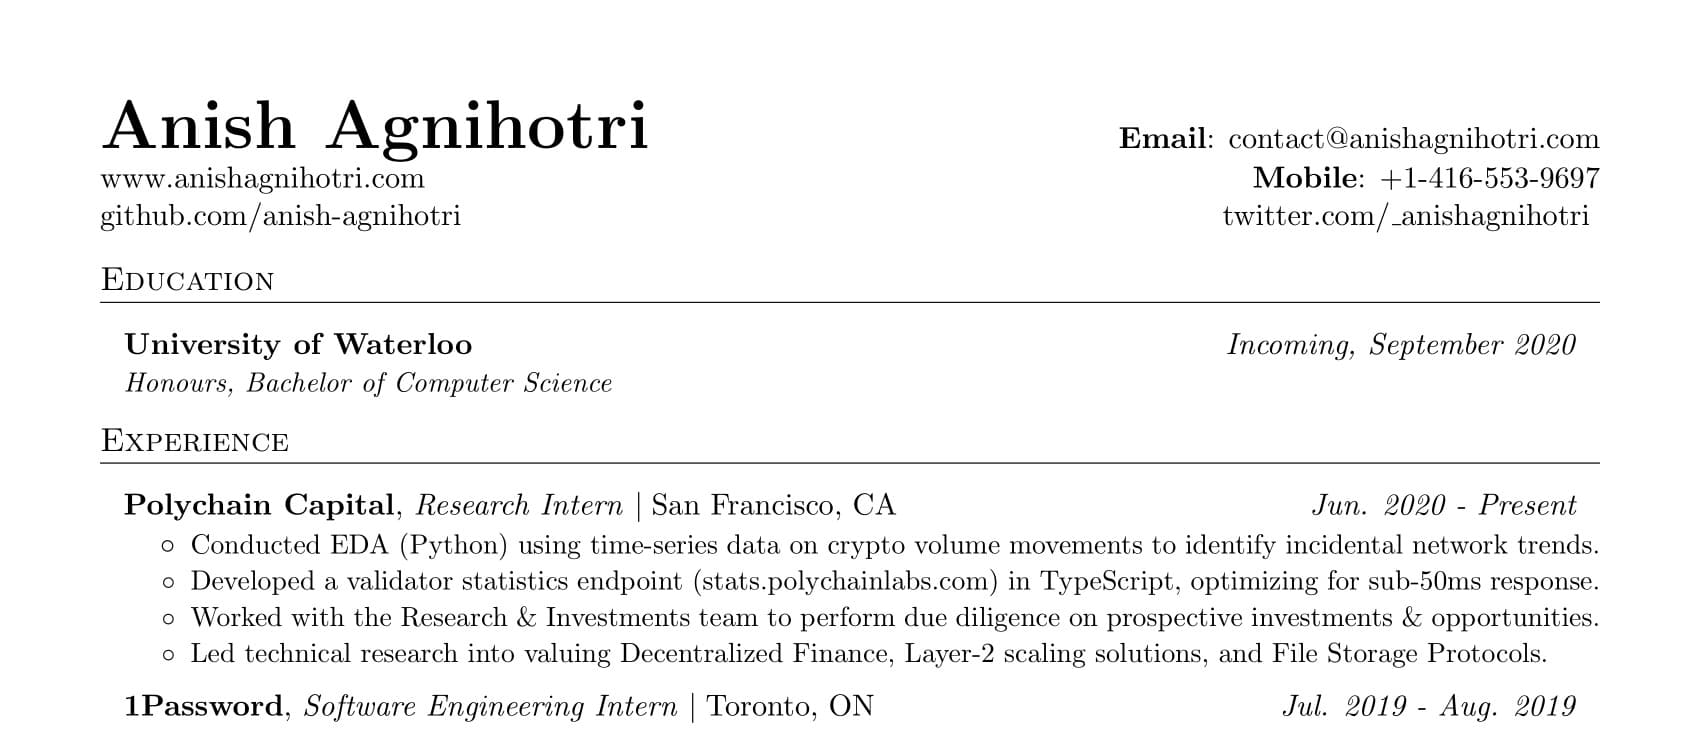 Anish Agnihotri
Email: contact@anishagnihotri.com
www.anishagnihotri.com
Mobile: +1-416-553-9697
github.com/anish-agnihotri
twitter.com/_anishagnihotri
Education
University of Waterloo
Incoming, September 2020
Honours, Bachelor of Computer Science
Experience
Polychain Capital, Research Intern | San Francisco, CA
Jun. 2020 - Present
◦ Conducted EDA (Python) using time-series data on crypto volume movements to identify incidental network trends.
◦ Developed a validator statistics endpoint (stats.polychainlabs.com) in TypeScript, optimizing for sub-50ms response.
◦ Worked with the Research & Investments team to perform due diligence on prospective investments & opportunities.
◦ Led technical research into valuing Decentralized Finance, Layer-2 scaling solutions, and File Storage Protocols.
1Password, Software Engineering Intern | Toronto, ON
Jul. 2019 - Aug. 2019